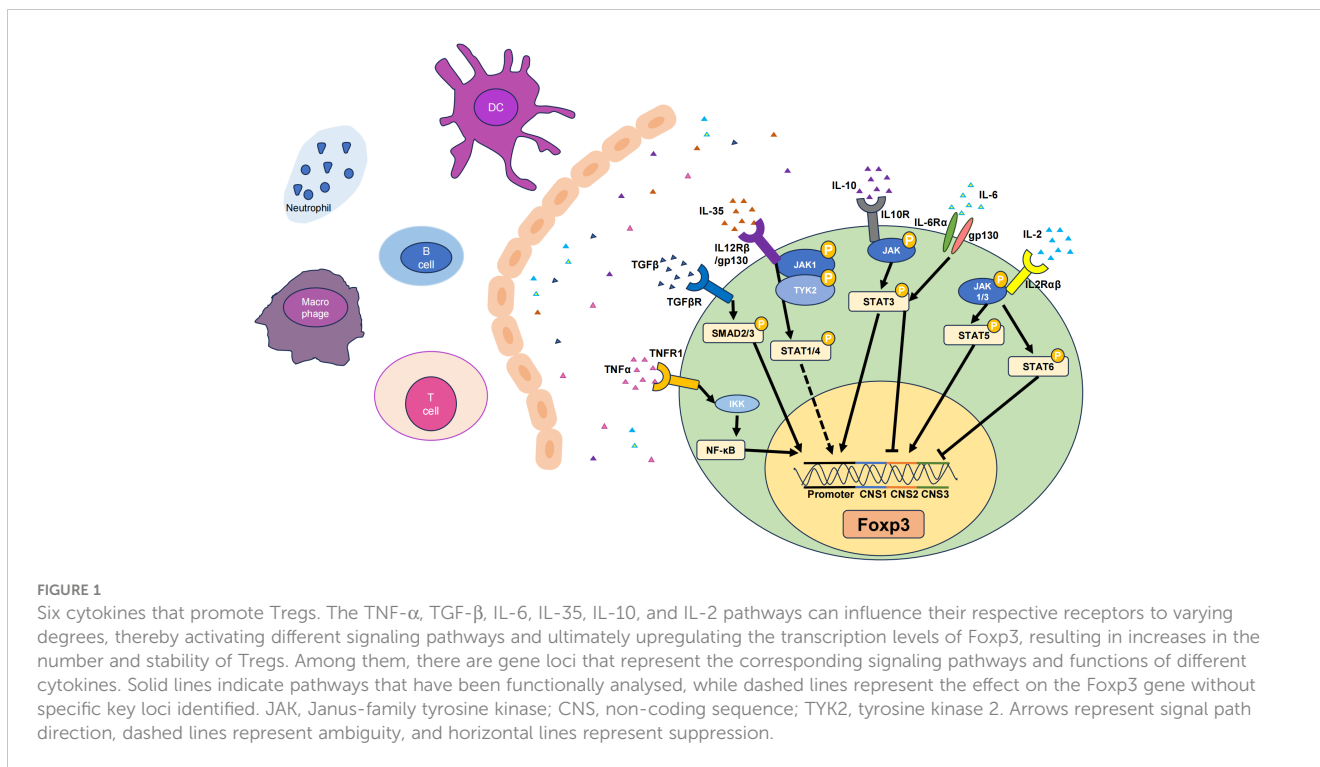 DC
Neutrophil
B
cell
Macro
phage
T
cell
IL-10
IL-6
IL-35
IL10R
IL-6Rα
gp130
IL-2
IL12Rβ
/gp130
JAK
P
JAK1
P
TYK2
P
TGFβ
TGFβR
IL2Rαβ
JAK
1/3
P
STAT3
P
SMAD2/3
P
STAT1/4
P
STAT5
P
STAT6
P
TNFR1
TNFα
IKK
NF-κB
Promoter CNS1 CNS2 CNS3
Foxp3
FIGURE 1
Six cytokines that promote Tregs. The TNF-α, TGF-β, IL-6, IL-35, IL-10, and IL-2 pathways can influence their respective receptors to varying
degrees, thereby activating different signaling pathways and ultimately upregulating the transcription levels of Foxp3, resulting in increases in the
number and stability of Tregs. Among them, there are gene loci that represent the corresponding signaling pathways and functions of different
cytokines. Solid lines indicate pathways that have been functionally analysed, while dashed lines represent the effect on the Foxp3 gene without
specific key loci identified. JAK, Janus-family tyrosine kinase; CNS, non-coding sequence; TYK2, tyrosine kinase 2. Arrows represent signal path
direction, dashed lines represent ambiguity, and horizontal lines represent suppression.